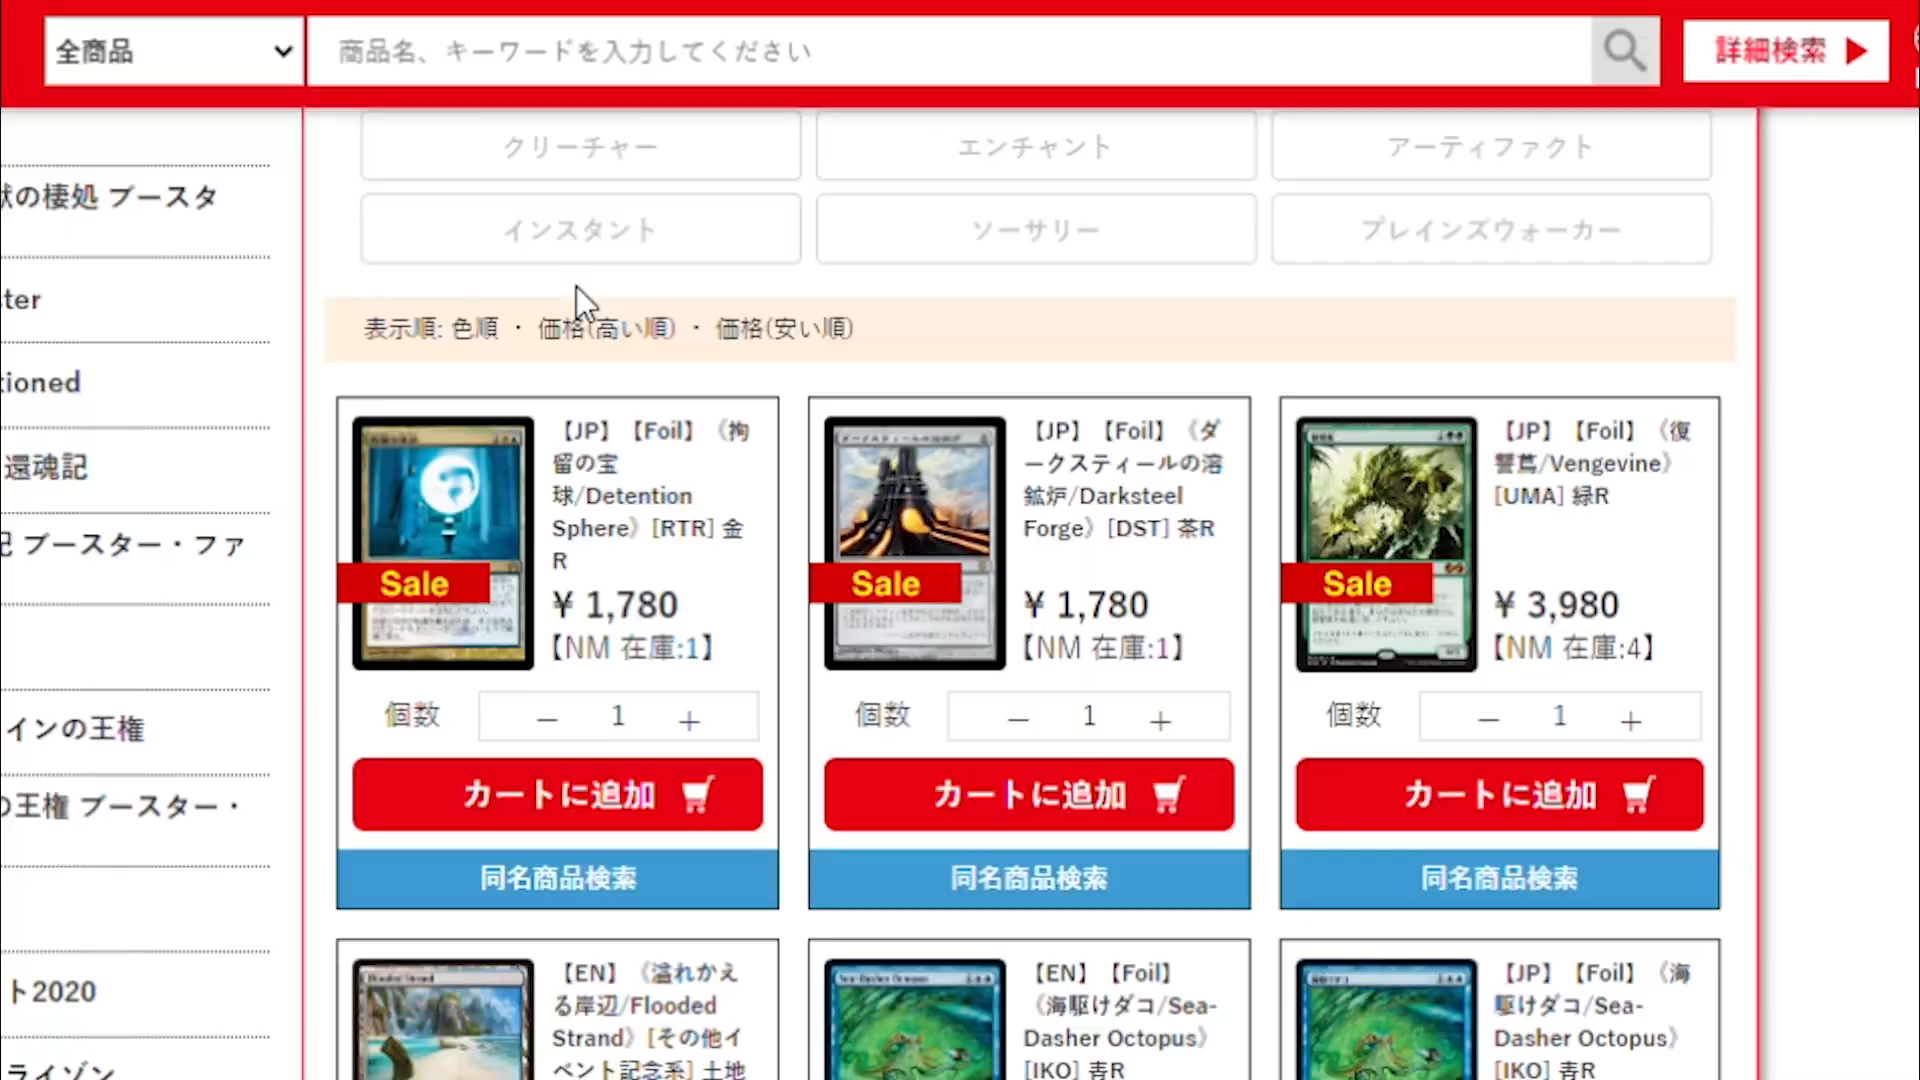 全商品
商品名、キーワードを入力してください
詳細検索
クリーチャー
エンチャント
アーティファクト
インスタント
ソーサリー
プレインズウォーカー
の棲処 ブースタ
ter
tioned
還魂記
ブースター・ファ
インの王権
の王権 ブースター・
ト2020
ライゾン
表示順: 色順 ・ 価格(高い順) ・ 価格(安い順)
【JP】【Foil】《拘
留の宝
球/Detention
Sphere》[RTR] 金
R
Sale
¥ 1,780
【NM 在庫:1】
個数
− 1 +
カートに追加
同名商品検索
【JP】【Foil】《ダ
ークスティールの溶
鉱炉/Darksteel
Forge》[DST] 茶R
Sale
¥ 1,780
【NM 在庫:1】
個数
− 1 +
カートに追加
同名商品検索
【JP】【Foil】《復
讐蔦/Vengevine》
[UMA] 緑R
Sale
¥ 3,980
【NM 在庫:4】
個数
− 1 +
カートに追加
同名商品検索
Flooded Strand
【EN】《溢れかえ
る岸辺/Flooded
Strand》[その他イ
ベント記念系] 土地
Sea-Dasher Octopus
【EN】【Foil】
《海駆けダコ/Sea-
Dasher Octopus》
[IKO] 青R
【JP】【Foil】《海
駆けダコ/Sea-
Dasher Octopus》
[IKO] 青R